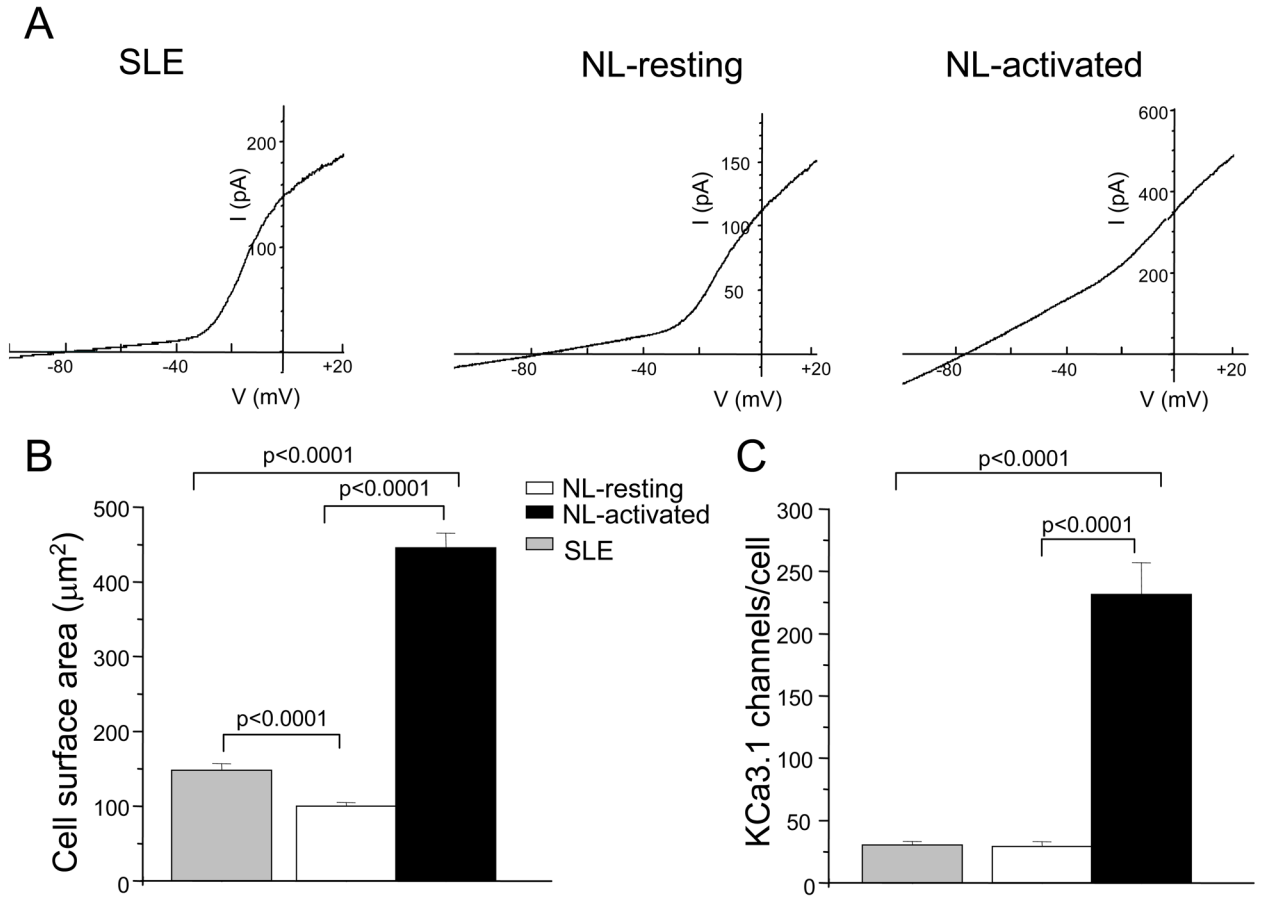 A
SLE
NL-resting
NL-activated
200
100
I (pA)
-80
-40
+20
V (mV)
150
100
50
I (pA)
-80
-40
+20
V (mV)
600
400
200
I (pA)
-80
-40
+20
V (mV)
B
p<0.0001
p<0.0001
p<0.0001
500
400
300
200
100
0
Cell surface area (μm²)
NL-resting
NL-activated
SLE
C
p<0.0001
p<0.0001
300
250
200
150
100
50
0
KCa3.1 channels/cell